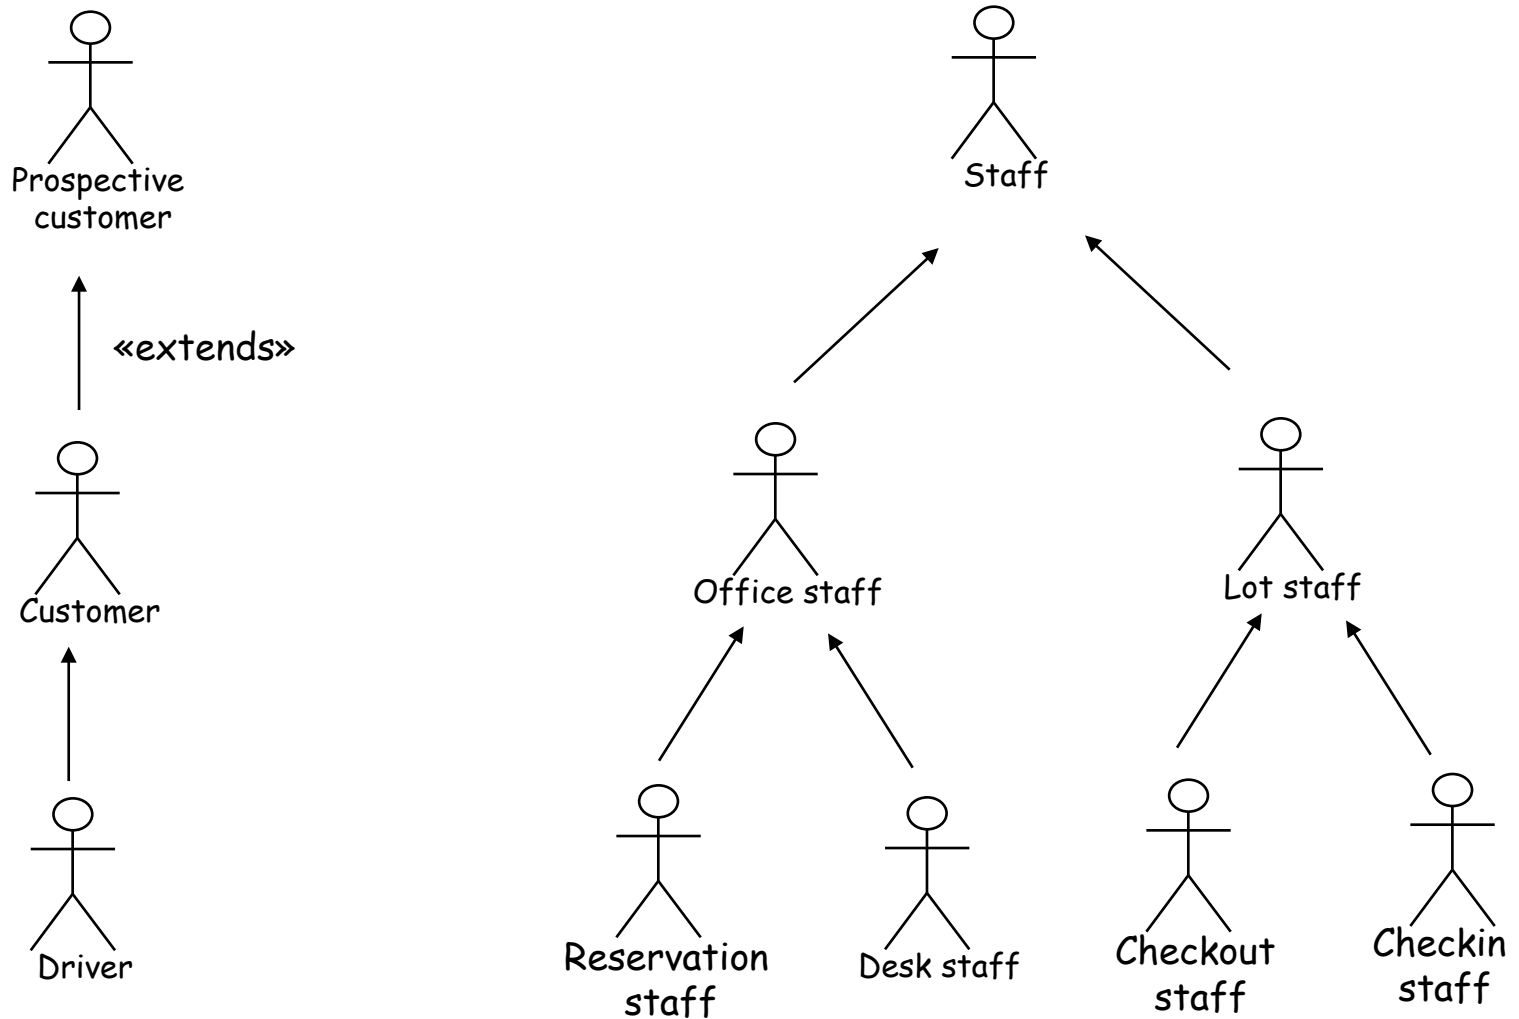 Prospective
customer
Staff
«extends»
Customer
Office staff
Lot staff
Driver
Reservation
staff
Desk staff
Checkout
staff
Checkin
staff